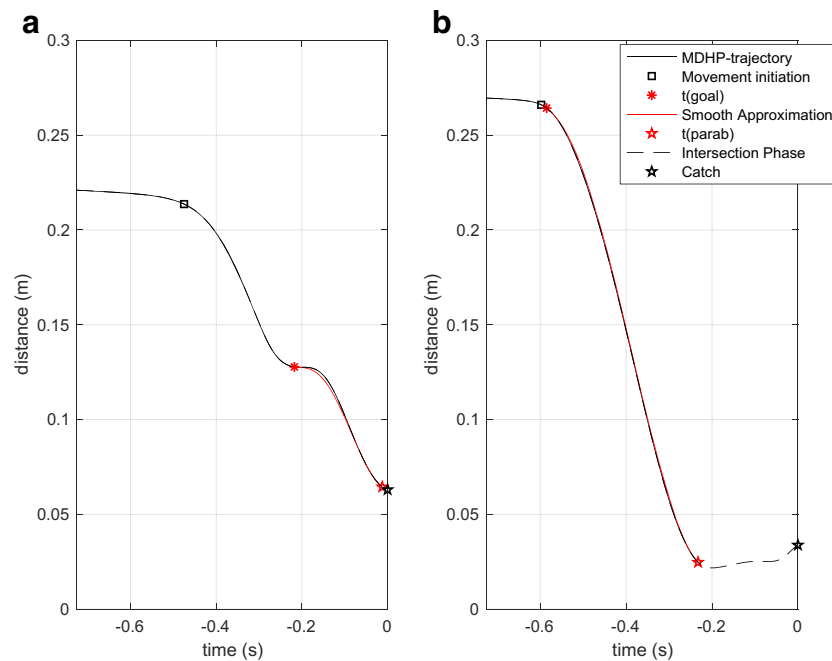 a
b
0.3
0.25
0.2
0.15
0.1
0.05
0
-0.6
-0.4
-0.2
0
time (s)
distance (m)
0.3
0.25
0.2
0.15
0.1
0.05
0
-0.6
-0.4
-0.2
0
time (s)
distance (m)
MDHP-trajectory
Movement initiation
t(goal)
Smooth Approximation
t(parab)
Intersection Phase
Catch